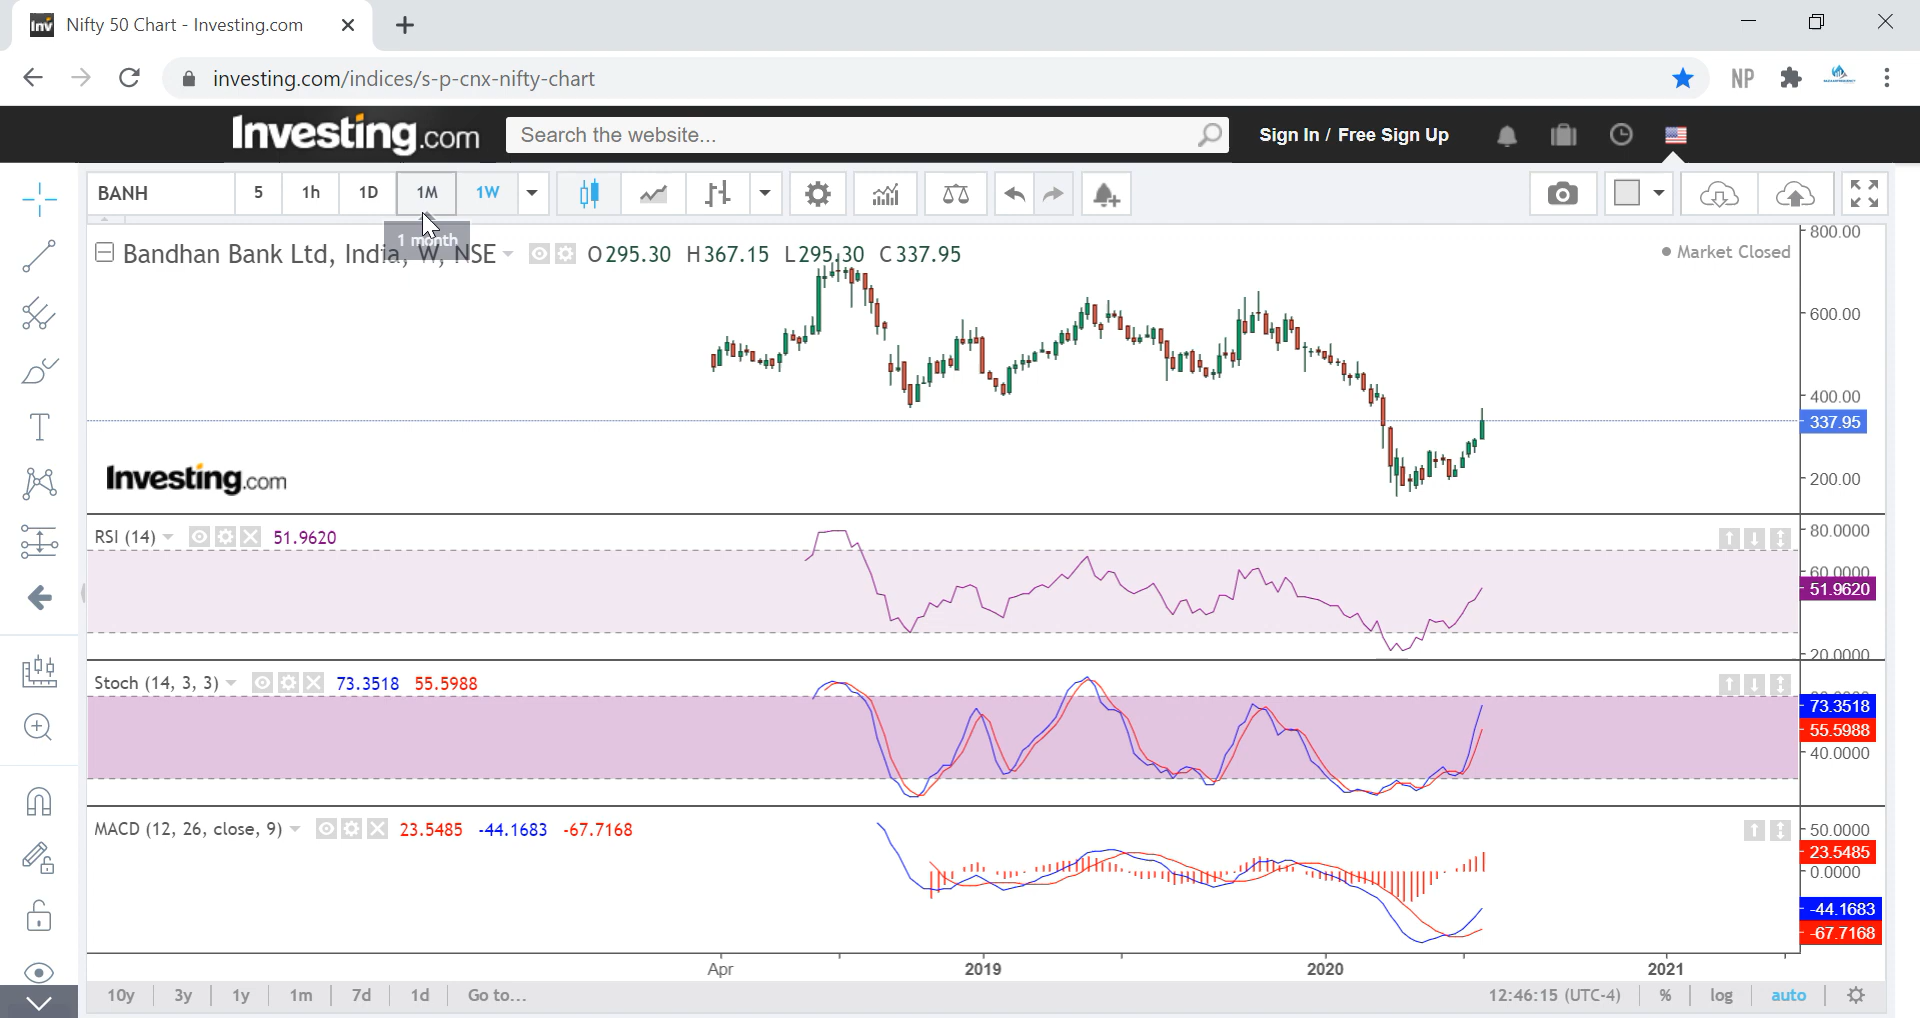 Inv Nifty 50 Chart - Investing.com
investing.com/indices/s-p-cnx-nifty-chart
NP
Investing.com
Search the website...
Sign In / Free Sign Up
BANH
5
1h
1D
1M
1W
1 month
Bandhan Bank Ltd, India, W, NSE
O295.30 H367.15 L295.30 C337.95
Market Closed
800.00
600.00
400.00
337.95
200.00
Investing.com
RSI (14)
51.9620
80.0000
60.0000
51.9620
20.0000
Stoch (14, 3, 3)
73.3518 55.5988
73.3518
55.5988
40.0000
MACD (12, 26, close, 9)
23.5485 -44.1683 -67.7168
50.0000
23.5485
0.0000
-44.1683
-67.7168
Apr 2019 2020 2021
10y 3y 1y 1m 7d 1d Go to...
12:46:15 (UTC-4) % log auto